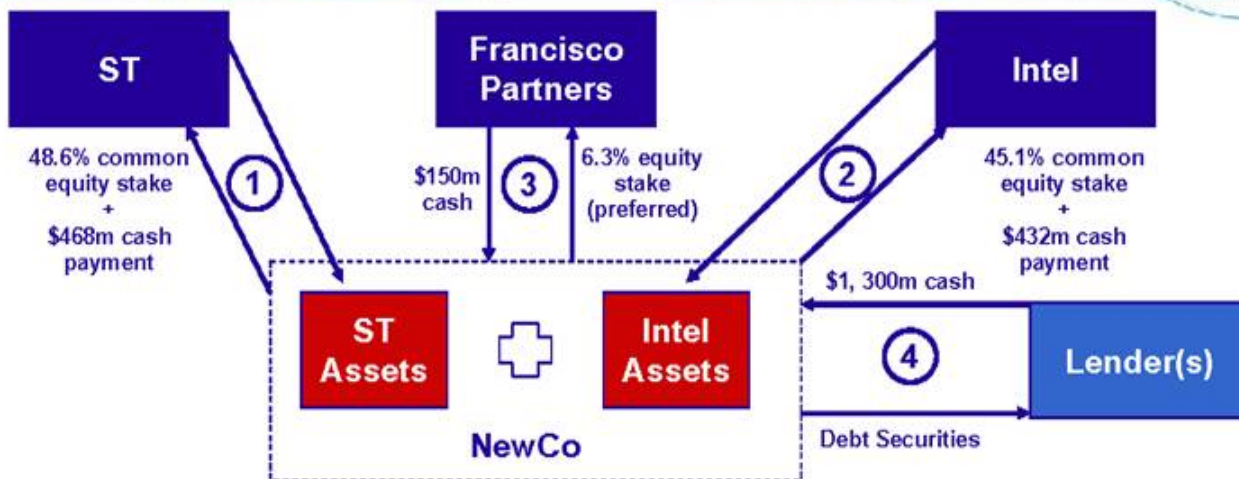 ST
Francisco
Partners
Intel
48.6% common
equity stake
+
$468m cash
payment
1
$150m
cash
3
6.3% equity
stake
(preferred)
2
45.1% common
equity stake
+
$432m cash
payment
ST
Assets
Intel
Assets
NewCo
$1, 300m cash
4
Lender(s)
Debt Securities